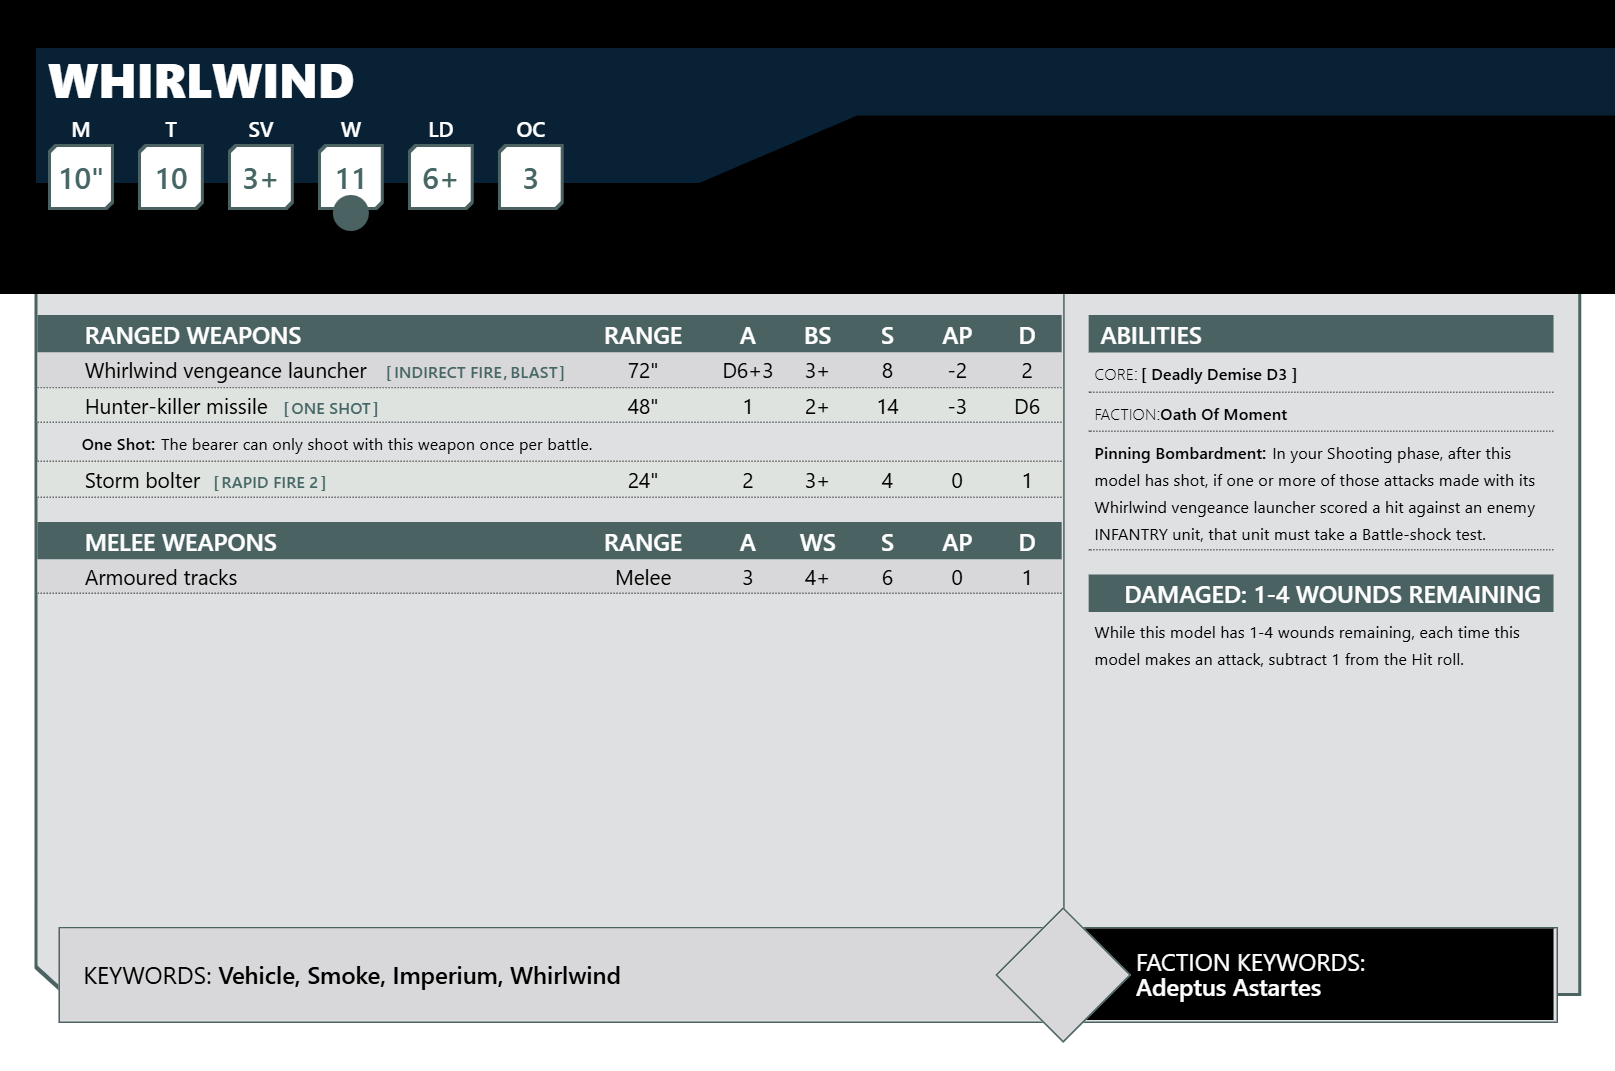 WHIRLWIND
M T SV W LD OC
10" 10 3+ 11 6+ 3
RANGED WEAPONS RANGE A BS S AP D
Whirlwind vengeance launcher [INDIRECT FIRE, BLAST] 72" D6+3 3+ 8 -2 2
Hunter-killer missile [ONE SHOT] 48" 1 2+ 14 -3 D6
One Shot: The bearer can only shoot with this weapon once per battle.
Storm bolter [RAPID FIRE 2] 24" 2 3+ 4 0 1
MELEE WEAPONS RANGE A WS S AP D
Armoured tracks Melee 3 4+ 6 0 1
ABILITIES
CORE: [ Deadly Demise D3 ]
FACTION:Oath Of Moment
Pinning Bombardment: In your Shooting phase, after this
model has shot, if one or more of those attacks made with its
Whirlwind vengeance launcher scored a hit against an enemy
INFANTRY unit, that unit must take a Battle-shock test.
DAMAGED: 1-4 WOUNDS REMAINING
While this model has 1-4 wounds remaining, each time this
model makes an attack, subtract 1 from the Hit roll.
KEYWORDS: Vehicle, Smoke, Imperium, Whirlwind
FACTION KEYWORDS:
Adeptus Astartes